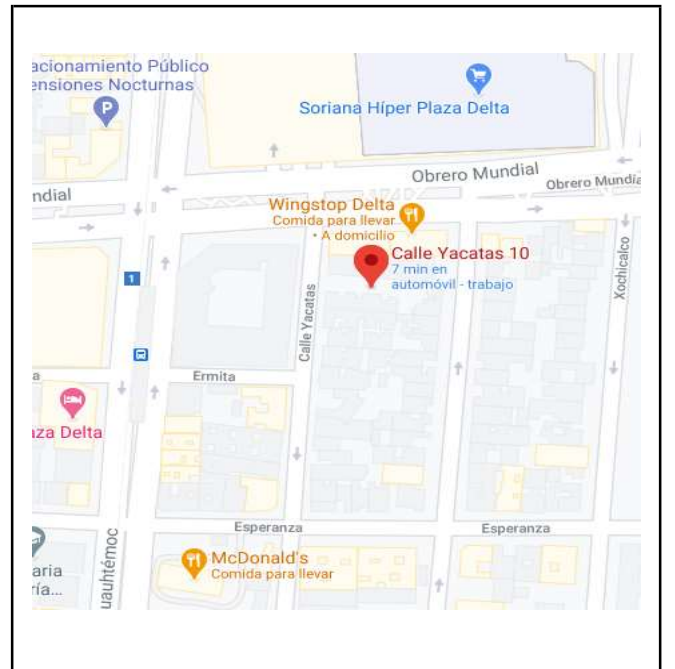 acionamiento Público
ensiones Nocturnas
P
Soriana Híper Plaza Delta
Obrero Mundial
Obrero Mundia
ndial
Wingstop Delta
Comida para llevar
• A domicilio
Calle Yacatas 10
7 min en
automóvil - trabajo
1
Calle Yacatas
Xochicalco
Ermita
a
aza Delta
Esperanza
Esperanza
McDonald's
Comida para llevar
uauhtémoc
aria
ría...